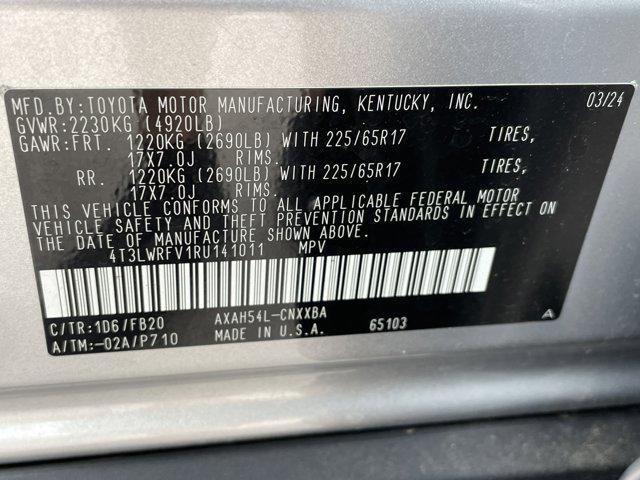 MFD.BY:TOYOTA MOTOR MANUFACTURING, KENTUCKY, INC. 03/24
GVWR:2230KG (4920LB)
GAWR:FRT. 1220KG (2690LB) WITH 225/65R17 TIRES,
17X7.0J RIMS.
RR. 1220KG (2690LB) WITH 225/65R17 TIRES,
17X7.0J RIMS.
THIS VEHICLE CONFORMS TO ALL APPLICABLE FEDERAL MOTOR
VEHICLE SAFETY AND THEFT PREVENTION STANDARDS IN EFFECT ON
THE DATE OF MANUFACTURE SHOWN ABOVE.
4T3LWRFV1RU141011 MPV
C/TR:1D6/FB20 AXAH54L-CNXXBA A
A/TM:-02A/P710 MADE IN U.S.A. 65103